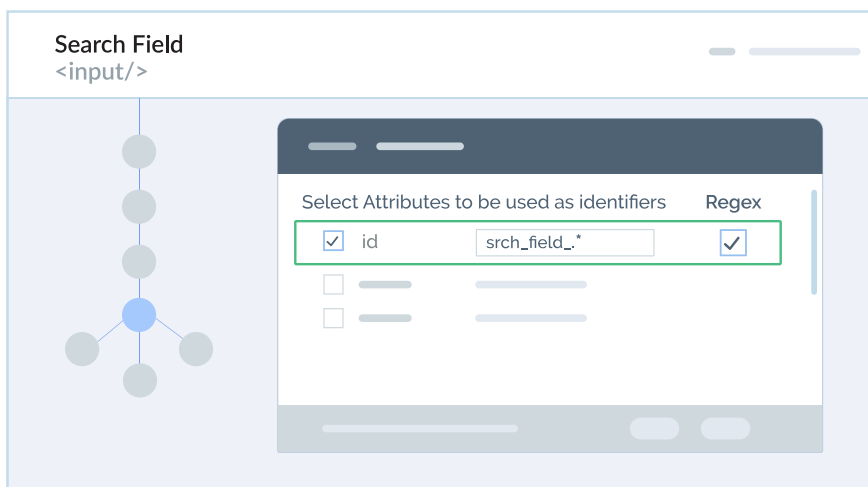 Search Field
<input/>
Select Attributes to be used as identifiers Regex
id srch_field_.*